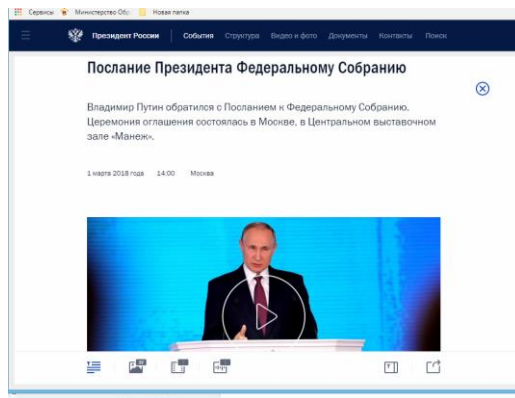 Сервисы Министерство Обр Новая папка
Президент России События Структура Видео и фото Документы Контакты Поиск
Послание Президента Федеральному Собранию
Владимир Путин обратился с Посланием к Федеральному Собранию.
Церемония оглашения состоялась в Москве, в Центральном выставочном
зале «Манеж».
1 марта 2018 года 14:00 Москва